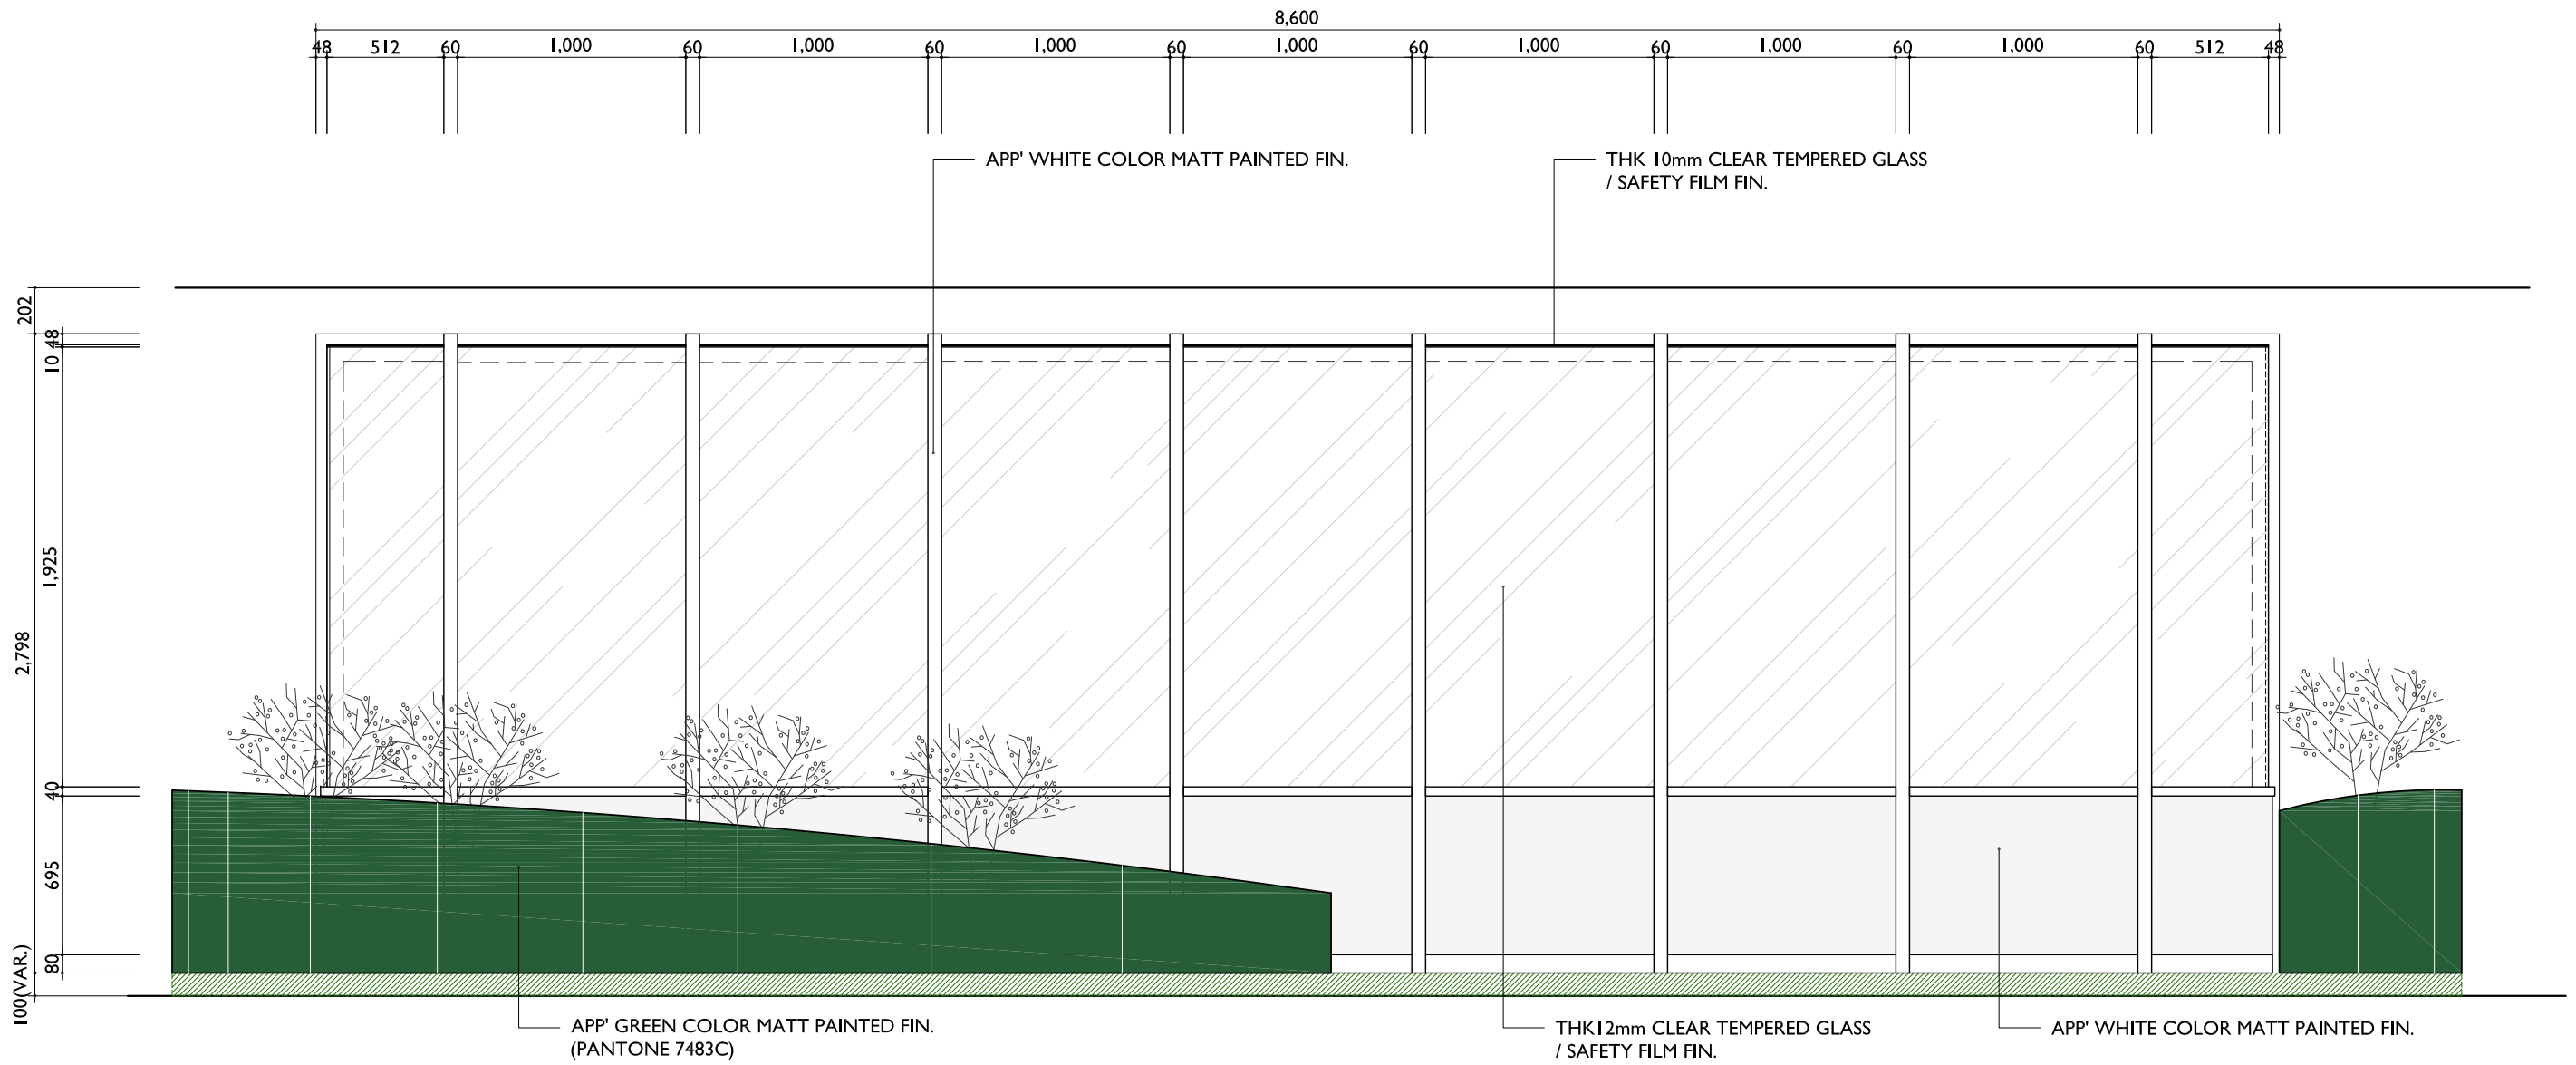 8,600
48 512 60 1,000 60 1,000 60 1,000 60 1,000 60 1,000 60 1,000 60 1,000 60 512 48
APP' WHITE COLOR MATT PAINTED FIN.
THK 10mm CLEAR TEMPERED GLASS
/ SAFETY FILM FIN.
202
48
10
1,925
2,798
40
695
80
100(VAR.)
APP' GREEN COLOR MATT PAINTED FIN.
(PANTONE 7483C)
THK12mm CLEAR TEMPERED GLASS
/ SAFETY FILM FIN.
APP' WHITE COLOR MATT PAINTED FIN.